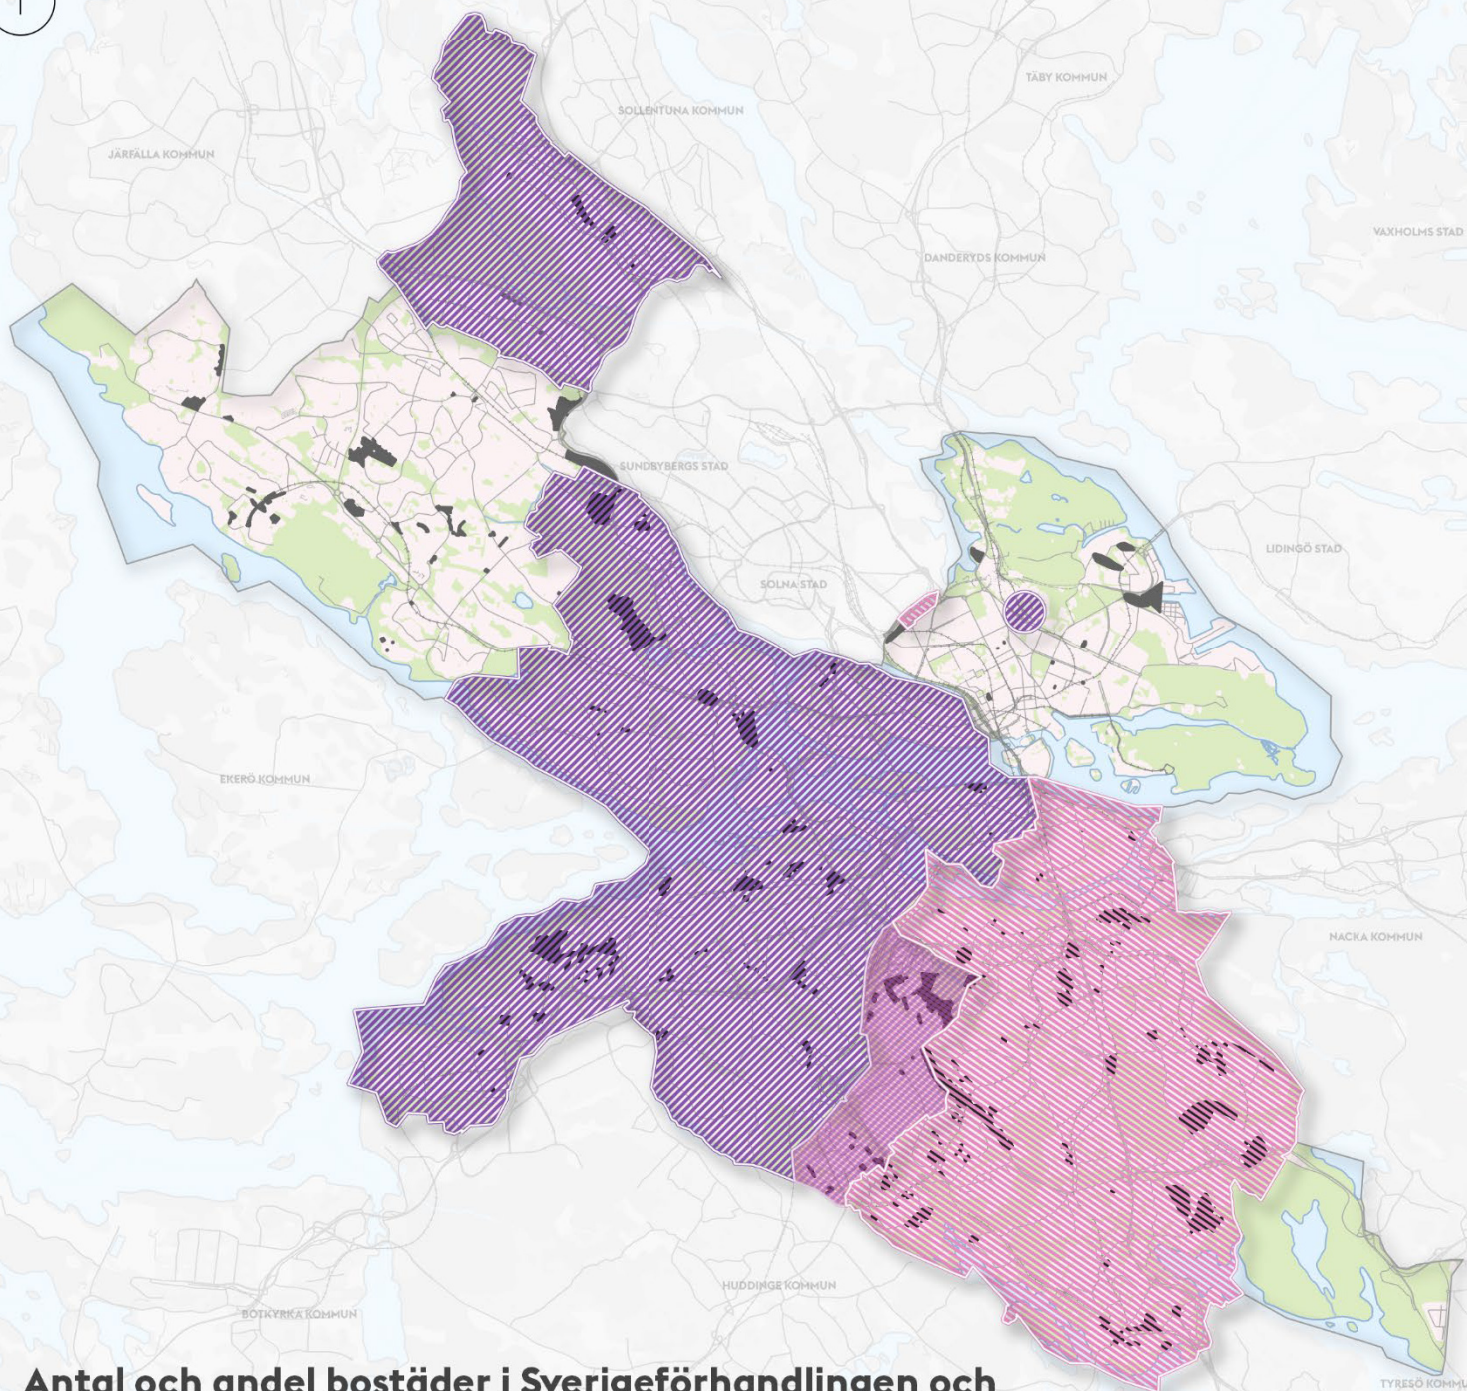 TÄBY KOMMUN
SOLLENTUNA KOMMUN
JÄRFÄLLA KOMMUN
VAXHOLMS STAD
DANDERYDS KOMMUN
SUNDBYBERGS STAD
LIDINGÖ STAD
SOLNA STAD
EKERÖ KOMMUN
NACKA KOMMUN
HUDDINGE KOMMUN
BOTKYRKA KOMMUN
TYRESÖ KOMMU
Antal och andel bostäder i Sverigeförhandlingen och